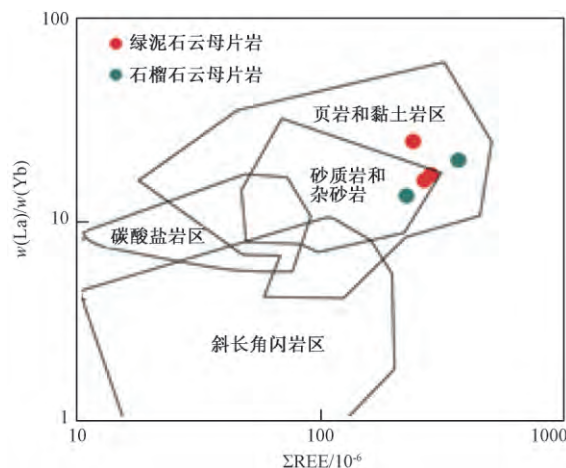 100
绿泥石云母片岩
石榴石云母片岩
页岩和黏土岩区
砂质岩和
杂砂岩
w(La)/w(Yb)
10
碳酸盐岩区
斜长角闪岩区
1
10
100
1000
ΣREE/10⁻⁶